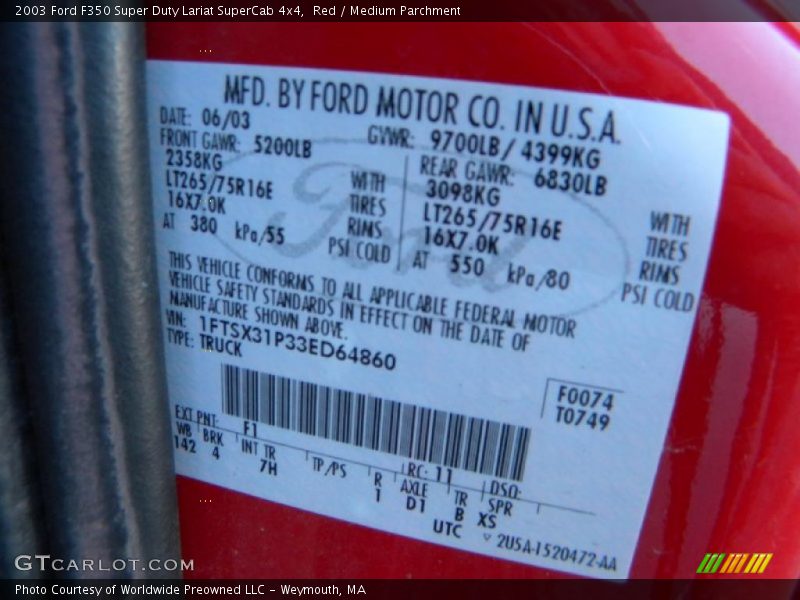 2003 Ford F350 Super Duty Lariat SuperCab 4x4, Red / Medium Parchment
MFD. BY FORD MOTOR CO. IN U.S.A.
DATE: 06/03 GVWR: 9700LB/ 4399KG
FRONT GAWR: 5200LB REAR GAWR: 6830LB
2358KG 3098KG
LT265/75R16E WITH TIRES LT265/75R16E WITH TIRES
16X7.0K RIMS 16X7.0K RIMS
AT 380 kPa/55 PSI COLD AT 550 kPa/80 PSI COLD
Ford
THIS VEHICLE CONFORMS TO ALL APPLICABLE FEDERAL MOTOR
VEHICLE SAFETY STANDARDS IN EFFECT ON THE DATE OF
MANUFACTURE SHOWN ABOVE.
VIN: 1FTSX31P33ED64860
TYPE: TRUCK
F0074
T0749
EXT PNT: F1 RC: 11 DSO:
WB BRK INT TR TP/PS R AXLE TR SPR
142 4 7H 1 D1 B XS
UTC ▽ 2U5A-1520472-AA
GTCARLOT.COM
Photo Courtesy of Worldwide Preowned LLC - Weymouth, MA